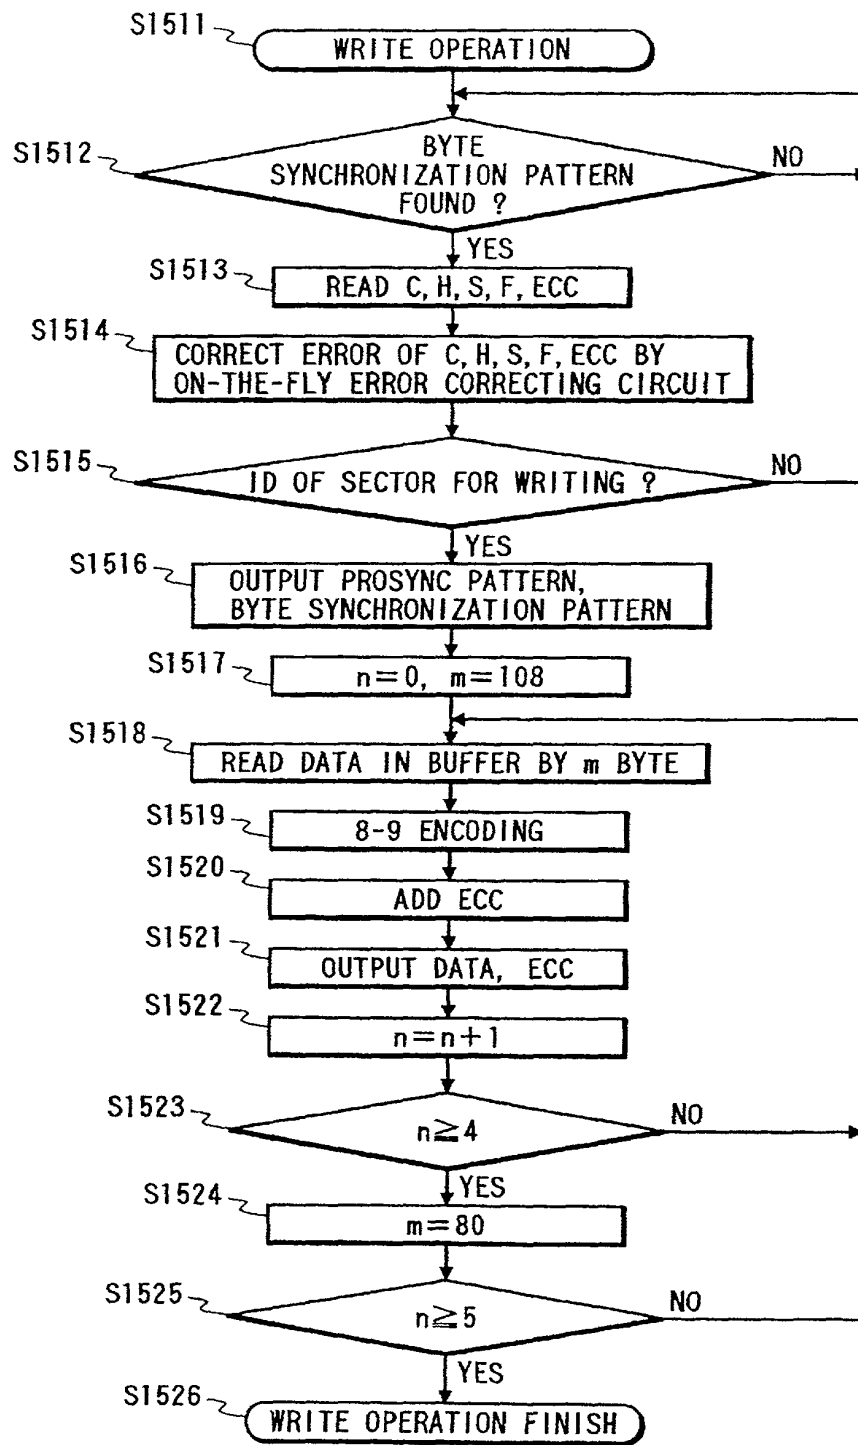 S1511
WRITE OPERATION
S1512
BYTE
SYNCHRONIZATION PATTERN
FOUND ?
NO
YES
S1513
READ C, H, S, F, ECC
S1514
CORRECT ERROR OF C, H, S, F, ECC BY
ON-THE-FLY ERROR CORRECTING CIRCUIT
S1515
ID OF SECTOR FOR WRITING ?
NO
YES
S1516
OUTPUT PROSYNC PATTERN,
BYTE SYNCHRONIZATION PATTERN
S1517
n=0, m=108
S1518
READ DATA IN BUFFER BY m BYTE
S1519
8-9 ENCODING
S1520
ADD ECC
S1521
OUTPUT DATA, ECC
S1522
n=n+1
S1523
n≧4
NO
YES
S1524
m=80
S1525
n≧5
NO
YES
S1526
WRITE OPERATION FINISH